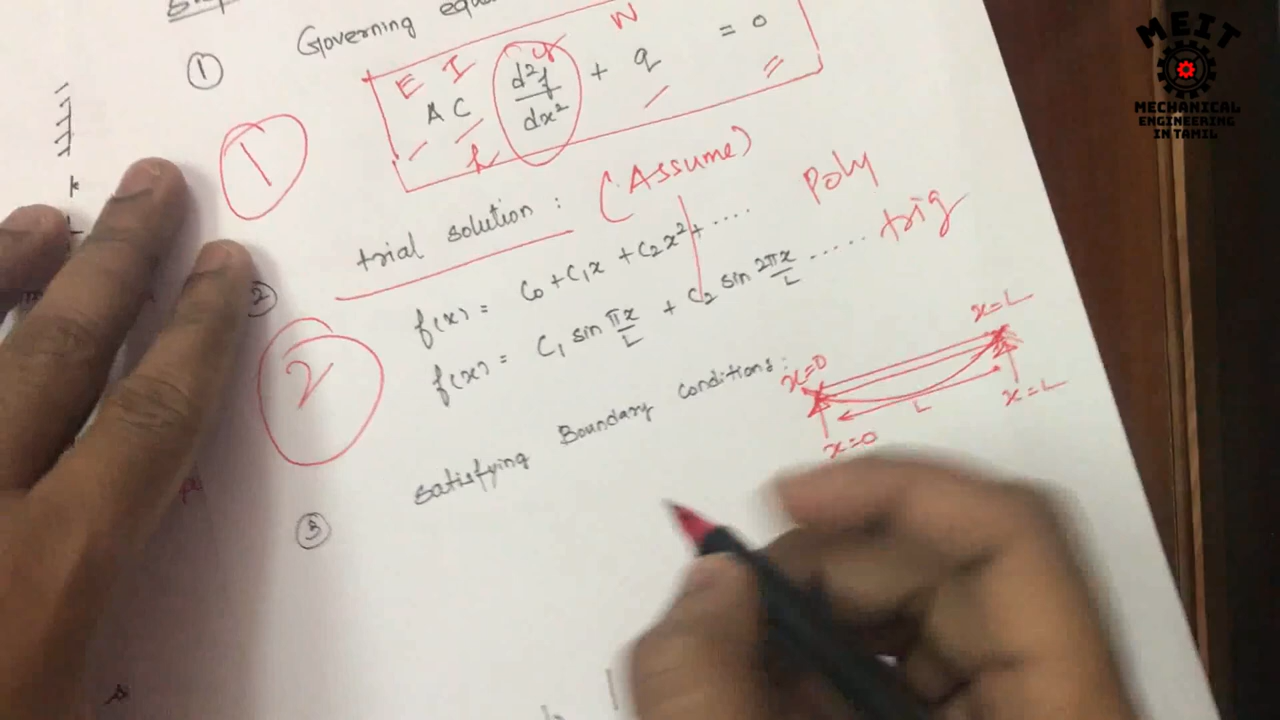 ① Governing
E I y W
A C d²f/dx² + q = 0
1
② trial solution : (Assume)
f(x) = C₀ + C₁x + C₂x² + .... Poly
f(x) = C₁ sin πx/L + C₂ sin 2πx/L ..... trig
2
③ satisfying Boundary conditions:
x=0
x=L
L
x=0
x=L
MEIT
MECHANICAL
ENGINEERING
IN TAMIL